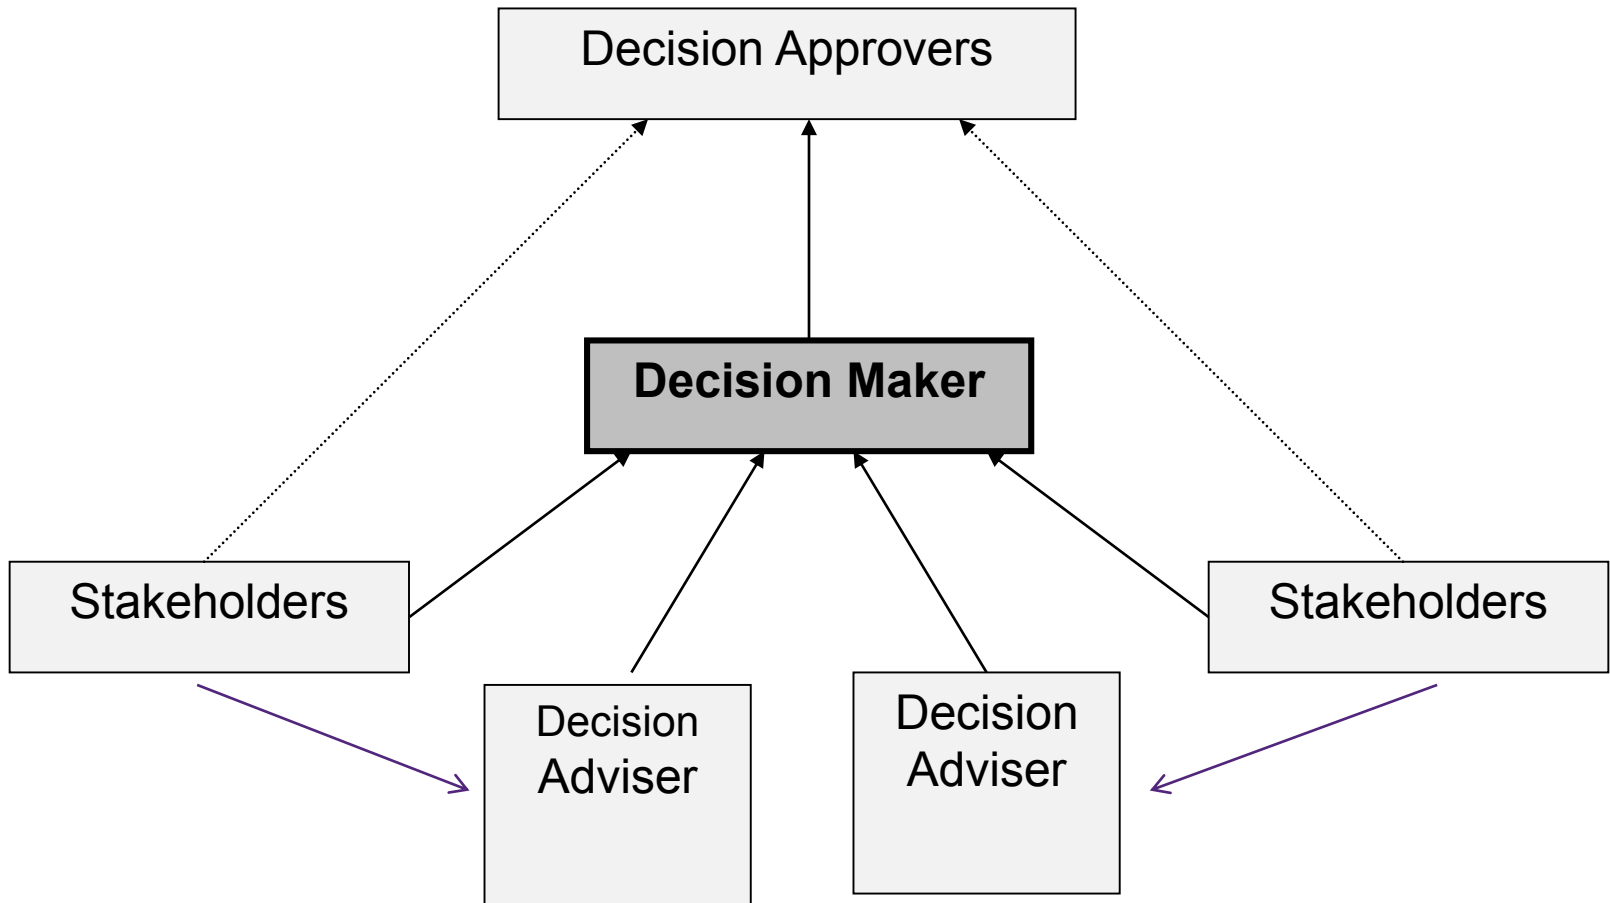 Decision Approvers
Decision Maker
Stakeholders
Stakeholders
Decision
Adviser
Decision
Adviser